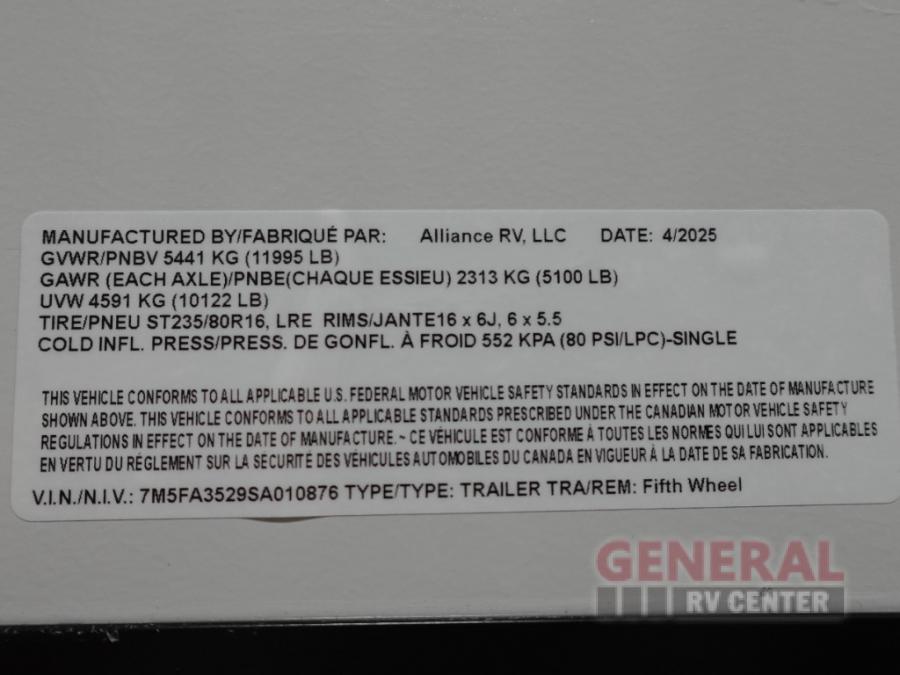 MANUFACTURED BY/FABRIQUÉ PAR: Alliance RV, LLC DATE: 4/2025
GVWR/PNBV 5441 KG (11995 LB)
GAWR (EACH AXLE)/PNBE(CHAQUE ESSIEU) 2313 KG (5100 LB)
UVW 4591 KG (10122 LB)
TIRE/PNEU ST235/80R16, LRE RIMS/JANTE16 x 6J, 6 x 5.5
COLD INFL. PRESS/PRESS. DE GONFL. À FROID 552 KPA (80 PSI/LPC)-SINGLE
THIS VEHICLE CONFORMS TO ALL APPLICABLE U.S. FEDERAL MOTOR VEHICLE SAFETY STANDARDS IN EFFECT ON THE DATE OF MANUFACTURE
SHOWN ABOVE. THIS VEHICLE CONFORMS TO ALL APPLICABLE STANDARDS PRESCRIBED UNDER THE CANADIAN MOTOR VEHICLE SAFETY
REGULATIONS IN EFFECT ON THE DATE OF MANUFACTURE. ~ CE VÉHICULE EST CONFORME À TOUTES LES NORMES QUI LUI SONT APPLICABLES
EN VERTU DU RÉGLEMENT SUR LA SÉCURITÉ DES VÉHICULES AUTOMOBILES DU CANADA EN VIGUEUR À LA DATE DE SA FABRICATION.
V.I.N./N.I.V.: 7M5FA3529SA010876 TYPE/TYPE: TRAILER TRA/REM: Fifth Wheel
GENERAL
RV CENTER